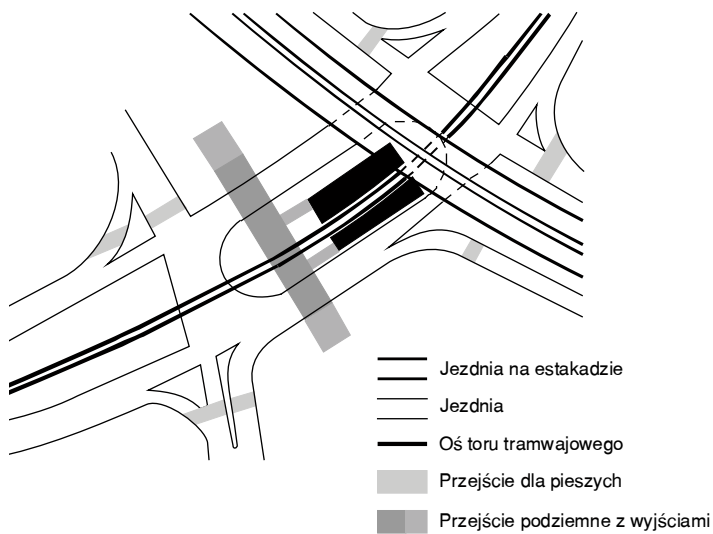 Jezdnia na estakadzie
Jezdnia
Oś toru tramwajowego
Przejście dla pieszych
Przejście podziemne z wyjściami